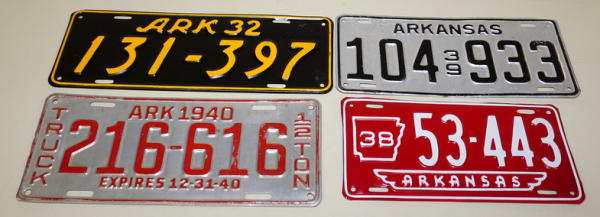 ARK 32
131-397
ARKANSAS
104 39 933
ARK 1940
TRUCK 216-616 1/2 TON
EXPIRES 12-31-40
38 53-443
ARKANSAS